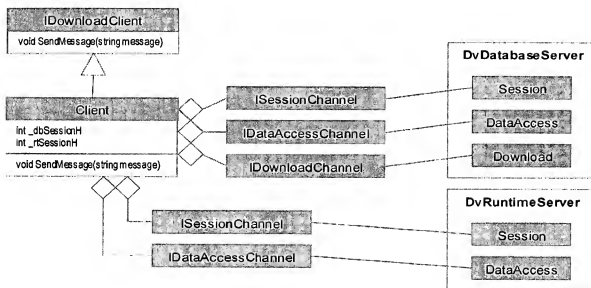 IDownloadClient
void SendMessage(string message)
Client
int _dbSessionH
int _rtSessionH
void SendMessage(string message)
ISessionChannel
IDataAccessChannel
IDownloadChannel
DvDatabaseServer
Session
DataAccess
Download
ISessionChannel
IDataAccessChannel
DvRuntimeServer
Session
DataAccess